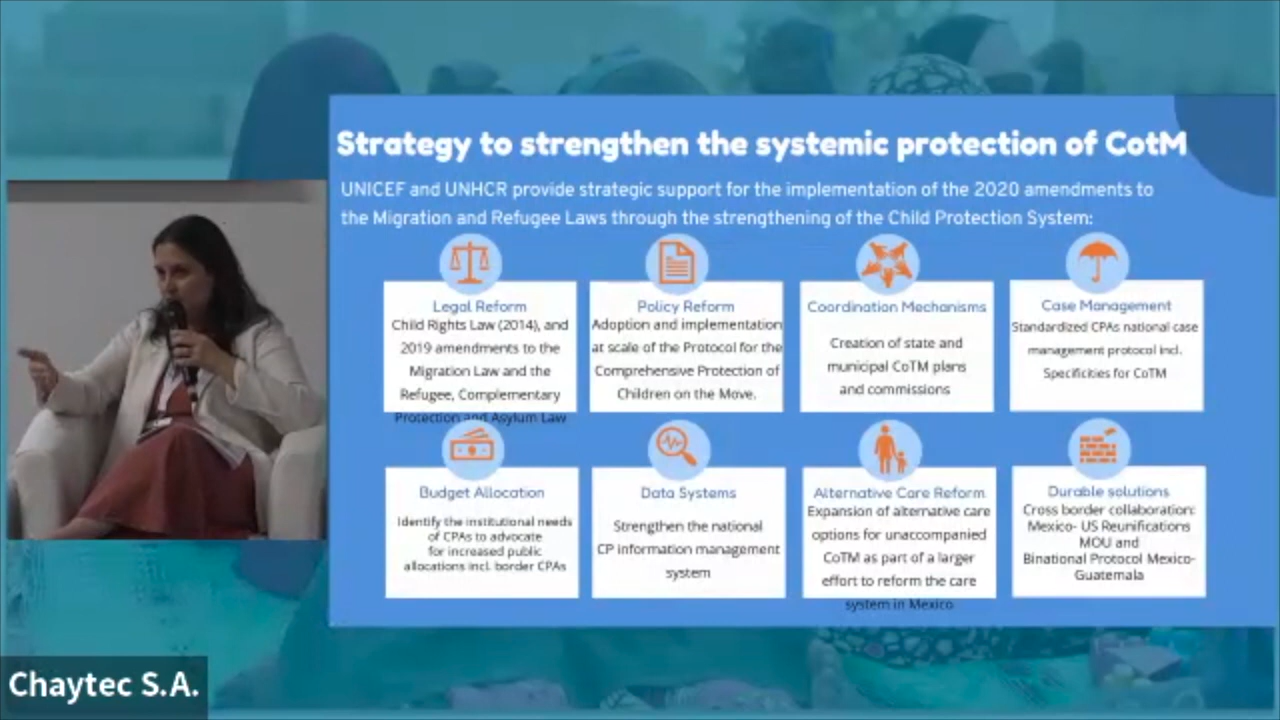 Strategy to strengthen the systemic protection of CotM
UNICEF and UNHCR provide strategic support for the implementation of the 2020 amendments to
the Migration and Refugee Laws through the strengthening of the Child Protection System:
Legal Reform
Child Rights Law (2014), and
2019 amendments to the
Migration Law and the
Refugee, Complementary
Protection and Asylum Law
Policy Reform
Adoption and implementation
at scale of the Protocol for the
Comprehensive Protection of
Children on the Move.
Coordination Mechanisms
Creation of state and
municipal CoTM plans
and commissions
Case Management
Standardized CPAs national case
management protocol incl.
Specificities for CoTM
Budget Allocation
Identify the institutional needs
of CPAs to advocate
for increased public
allocations incl. border CPAs
Data Systems
Strengthen the national
CP information management
system
Alternative Care Reform
Expansion of alternative care
options for unaccompanied
CoTM as part of a larger
effort to reform the care
system in Mexico
Durable solutions
Cross border collaboration:
Mexico- US Reunifications
MOU and
Binational Protocol Mexico-
Guatemala
Chaytec S.A.